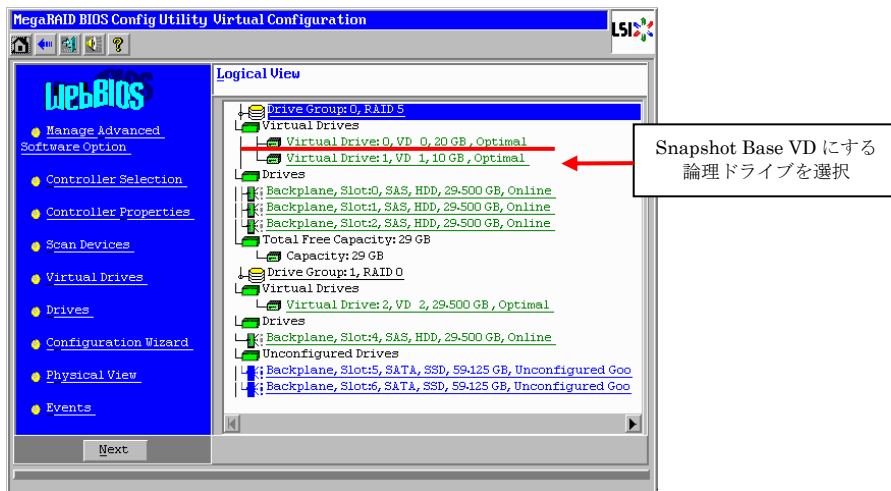 MegaRAID BIOS Config Utility Virtual Configuration
LSI
?
WebBIOS
Manage Advanced
Software Option
Controller Selection
Controller Properties
Scan Devices
Virtual Drives
Drives
Configuration Wizard
Physical View
Events
Next
Logical View
Drive Group: 0, RAID 5
Virtual Drives
Virtual Drive: 0, VD_0, 20 GB , Optimal
Virtual Drive: 1, VD_1, 10 GB , Optimal
Drives
Backplane, Slot:0, SAS, HDD, 29.500 GB, Online
Backplane, Slot:1, SAS, HDD, 29.500 GB, Online
Backplane, Slot:2, SAS, HDD, 29.500 GB, Online
Total Free Capacity: 29 GB
Capacity: 29 GB
Drive Group: 1, RAID 0
Virtual Drives
Virtual Drive: 2, VD_2, 29.500 GB , Optimal
Drives
Backplane, Slot:4, SAS, HDD, 29.500 GB, Online
Unconfigured Drives
Backplane, Slot:5, SATA, SSD, 59.125 GB, Unconfigured Goo
Backplane, Slot:6, SATA, SSD, 59.125 GB, Unconfigured Goo
Snapshot Base VD にする
論理ドライブを選択